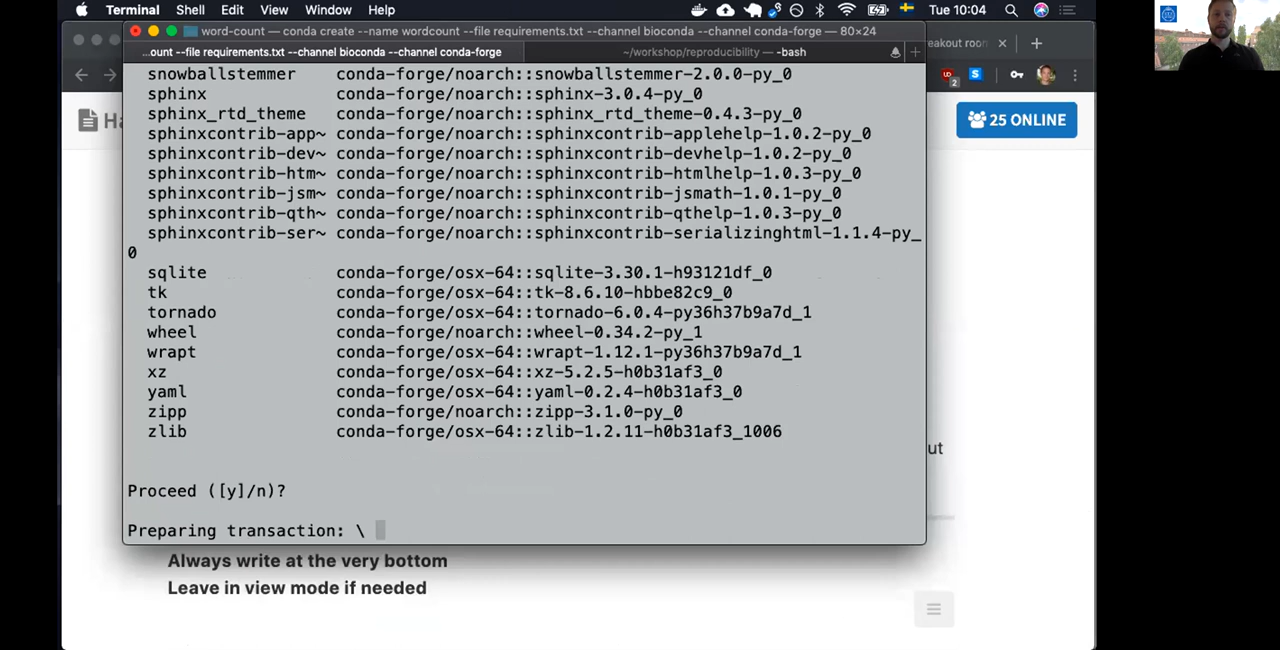 Terminal Shell Edit View Window Help Tue 10:04
word-count — conda create --name wordcount --file requirements.txt --channel bioconda --channel conda-forge — 80×24
...ount --file requirements.txt --channel bioconda --channel conda-forge ~/workshop/reproducibility — -bash
reakout room
2
S
25 ONLINE
snowballstemmer conda-forge/noarch::snowballstemmer-2.0.0-py_0
sphinx conda-forge/noarch::sphinx-3.0.4-py_0
sphinx_rtd_theme conda-forge/noarch::sphinx_rtd_theme-0.4.3-py_0
sphinxcontrib-app~ conda-forge/noarch::sphinxcontrib-applehelp-1.0.2-py_0
sphinxcontrib-dev~ conda-forge/noarch::sphinxcontrib-devhelp-1.0.2-py_0
sphinxcontrib-htm~ conda-forge/noarch::sphinxcontrib-htmlhelp-1.0.3-py_0
sphinxcontrib-jsm~ conda-forge/noarch::sphinxcontrib-jsmath-1.0.1-py_0
sphinxcontrib-qth~ conda-forge/noarch::sphinxcontrib-qthelp-1.0.3-py_0
sphinxcontrib-ser~ conda-forge/noarch::sphinxcontrib-serializinghtml-1.1.4-py_
0
sqlite conda-forge/osx-64::sqlite-3.30.1-h93121df_0
tk conda-forge/osx-64::tk-8.6.10-hbbe82c9_0
tornado conda-forge/osx-64::tornado-6.0.4-py36h37b9a7d_1
wheel conda-forge/noarch::wheel-0.34.2-py_1
wrapt conda-forge/osx-64::wrapt-1.12.1-py36h37b9a7d_1
xz conda-forge/osx-64::xz-5.2.5-h0b31af3_0
yaml conda-forge/osx-64::yaml-0.2.4-h0b31af3_0
zipp conda-forge/noarch::zipp-3.1.0-py_0
zlib conda-forge/osx-64::zlib-1.2.11-h0b31af3_1006
ut
Proceed ([y]/n)?
Preparing transaction: \
Always write at the very bottom
Leave in view mode if needed